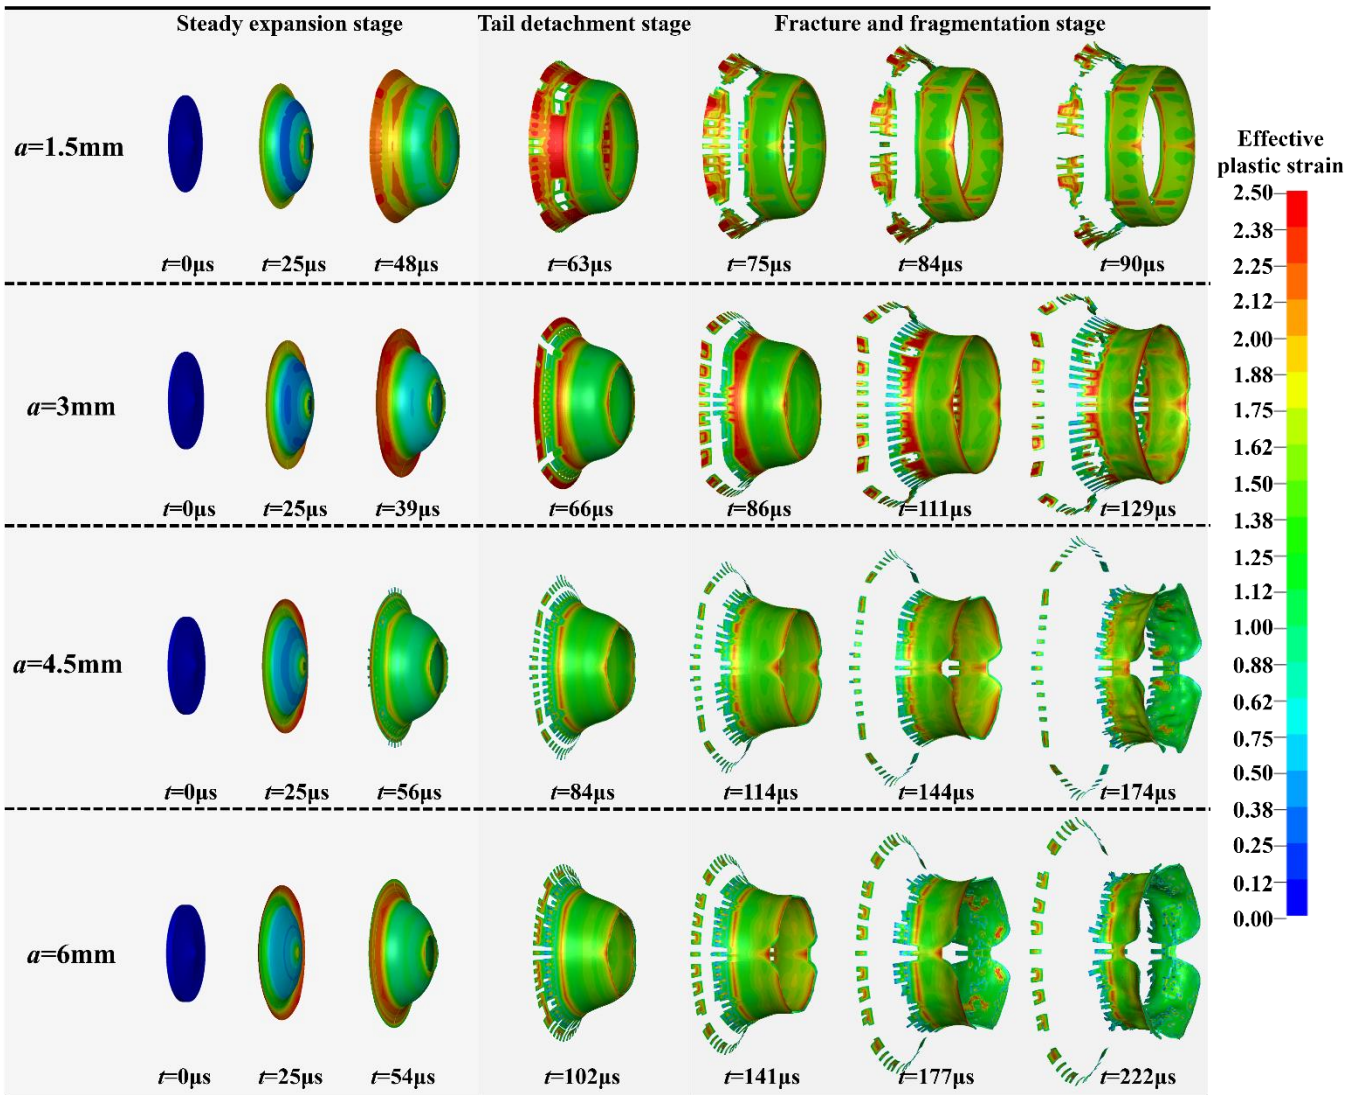 Steady expansion stage Tail detachment stage Fracture and fragmentation stage
a=1.5mm
t=0μs t=25μs t=48μs t=63μs t=75μs t=84μs t=90μs
a=3mm
t=0μs t=25μs t=39μs t=66μs t=86μs t=111μs t=129μs
a=4.5mm
t=0μs t=25μs t=56μs t=84μs t=114μs t=144μs t=174μs
a=6mm
t=0μs t=25μs t=54μs t=102μs t=141μs t=177μs t=222μs
Effective
plastic strain
2.50
2.38
2.25
2.12
2.00
1.88
1.75
1.62
1.50
1.38
1.25
1.12
1.00
0.88
0.62
0.75
0.50
0.38
0.25
0.12
0.00